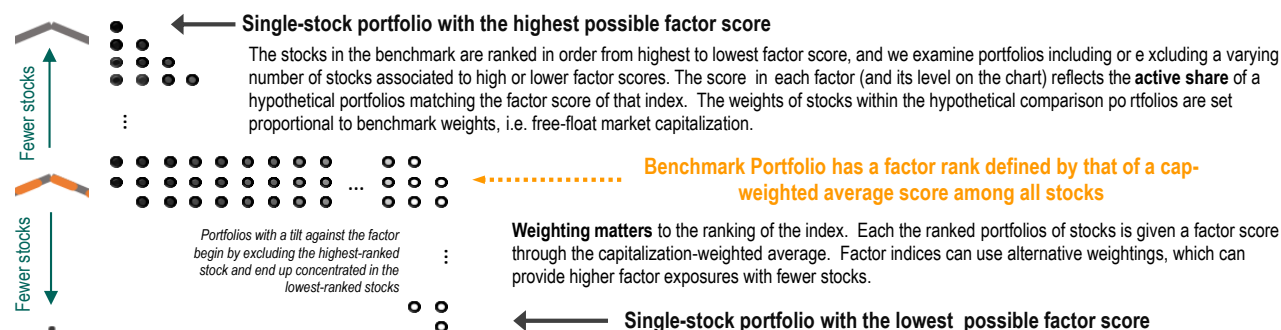 Single-stock portfolio with the highest possible factor score
The stocks in the benchmark are ranked in order from highest to lowest factor score, and we examine portfolios including or e xcluding a varying
number of stocks associated to high or lower factor scores. The score in each factor (and its level on the chart) reflects the active share of a
hypothetical portfolios matching the factor score of that index. The weights of stocks within the hypothetical comparison po rtfolios are set
proportional to benchmark weights, i.e. free-float market capitalization.
Fewer stocks
...
...
Benchmark Portfolio has a factor rank defined by that of a cap-
weighted average score among all stocks
Fewer stocks
Portfolios with a tilt against the factor
begin by excluding the highest-ranked
stock and end up concentrated in the
lowest-ranked stocks
...
Weighting matters to the ranking of the index. Each the ranked portfolios of stocks is given a factor score
through the capitalization-weighted average. Factor indices can use alternative weightings, which can
provide higher factor exposures with fewer stocks.
Single-stock portfolio with the lowest possible factor score